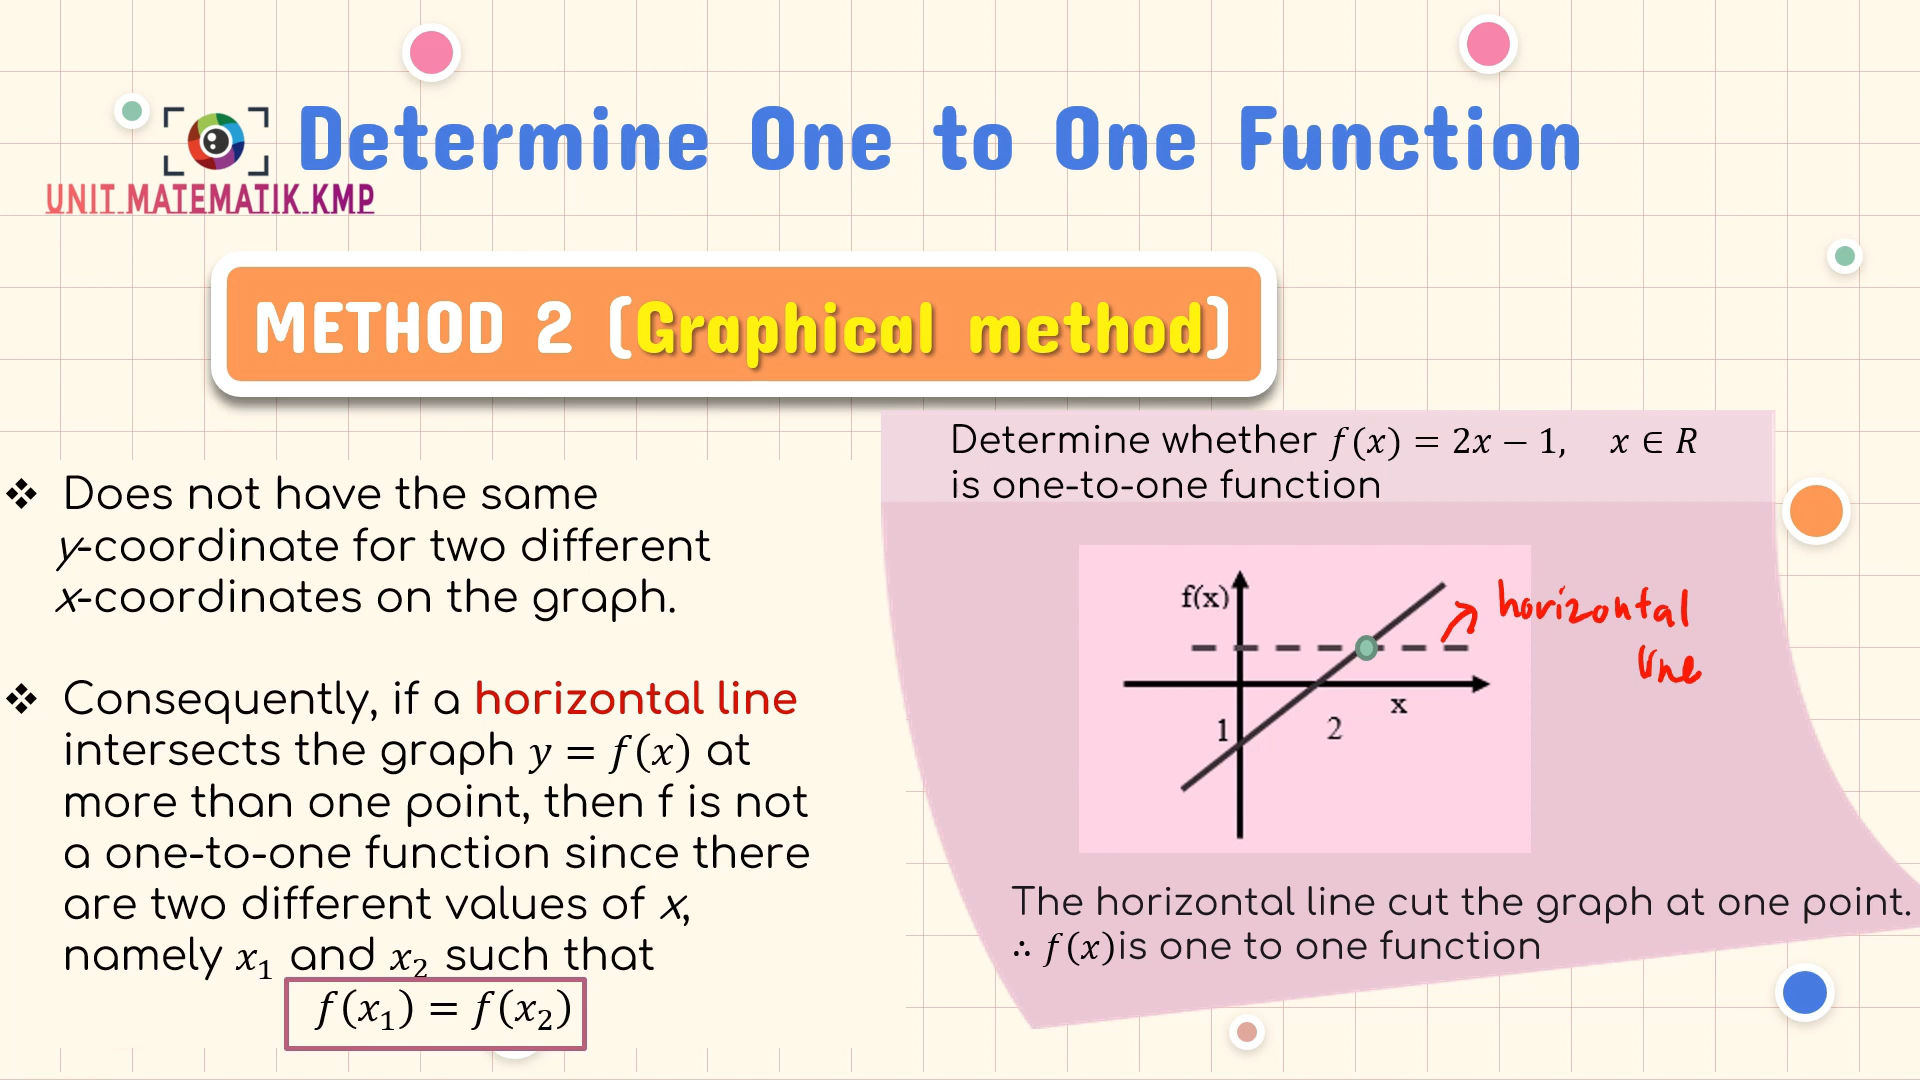 Determine One to One Function
UNIT MATEMATIK KMP
METHOD 2 (Graphical method)
❖ Does not have the same
y-coordinate for two different
x-coordinates on the graph.
❖ Consequently, if a horizontal line
intersects the graph y = f(x) at
more than one point, then f is not
a one-to-one function since there
are two different values of x,
namely x₁ and x₂ such that
f(x₁) = f(x₂)
Determine whether f(x) = 2x − 1, x ∈ R
is one-to-one function
f(x)
horizontal
line
x
1
2
The horizontal line cut the graph at one point.
∴ f(x)is one to one function